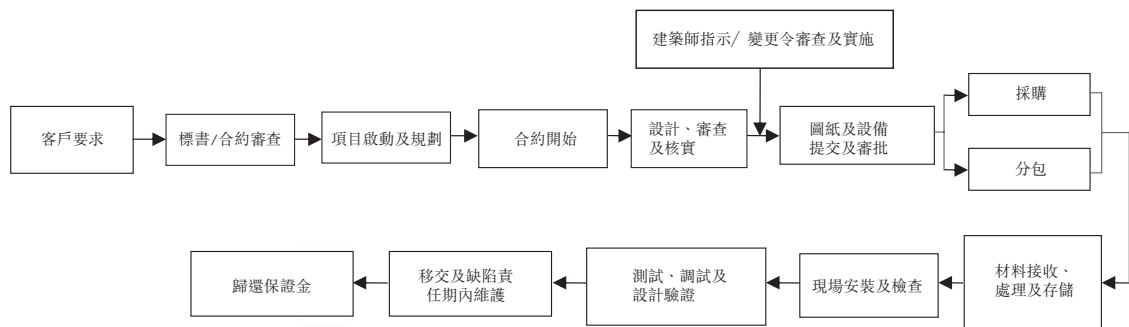 建築師指示/ 變更令審查及實施
客戶要求
標書/合約審查
項目啟動及規劃
合約開始
設計、審查
及核實
圖紙及設備
提交及審批
採購
分包
材料接收、
處理及存儲
現場安裝及檢查
測試、調試及
設計驗證
移交及缺陷責
任期內維護
歸還保證金